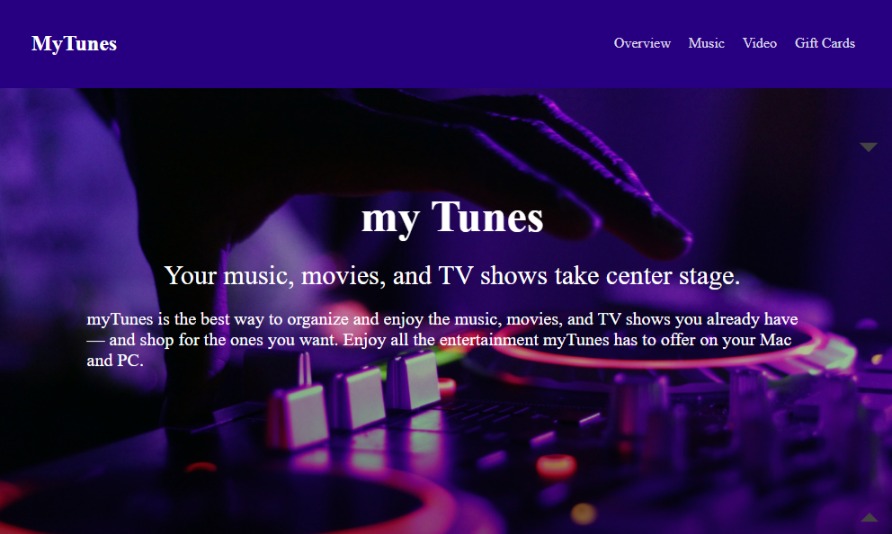 MyTunes
Overview Music Video Gift Cards
my Tunes
Your music, movies, and TV shows take center stage.
myTunes is the best way to organize and enjoy the music, movies, and TV shows you already have
— and shop for the ones you want. Enjoy all the entertainment myTunes has to offer on your Mac
and PC.